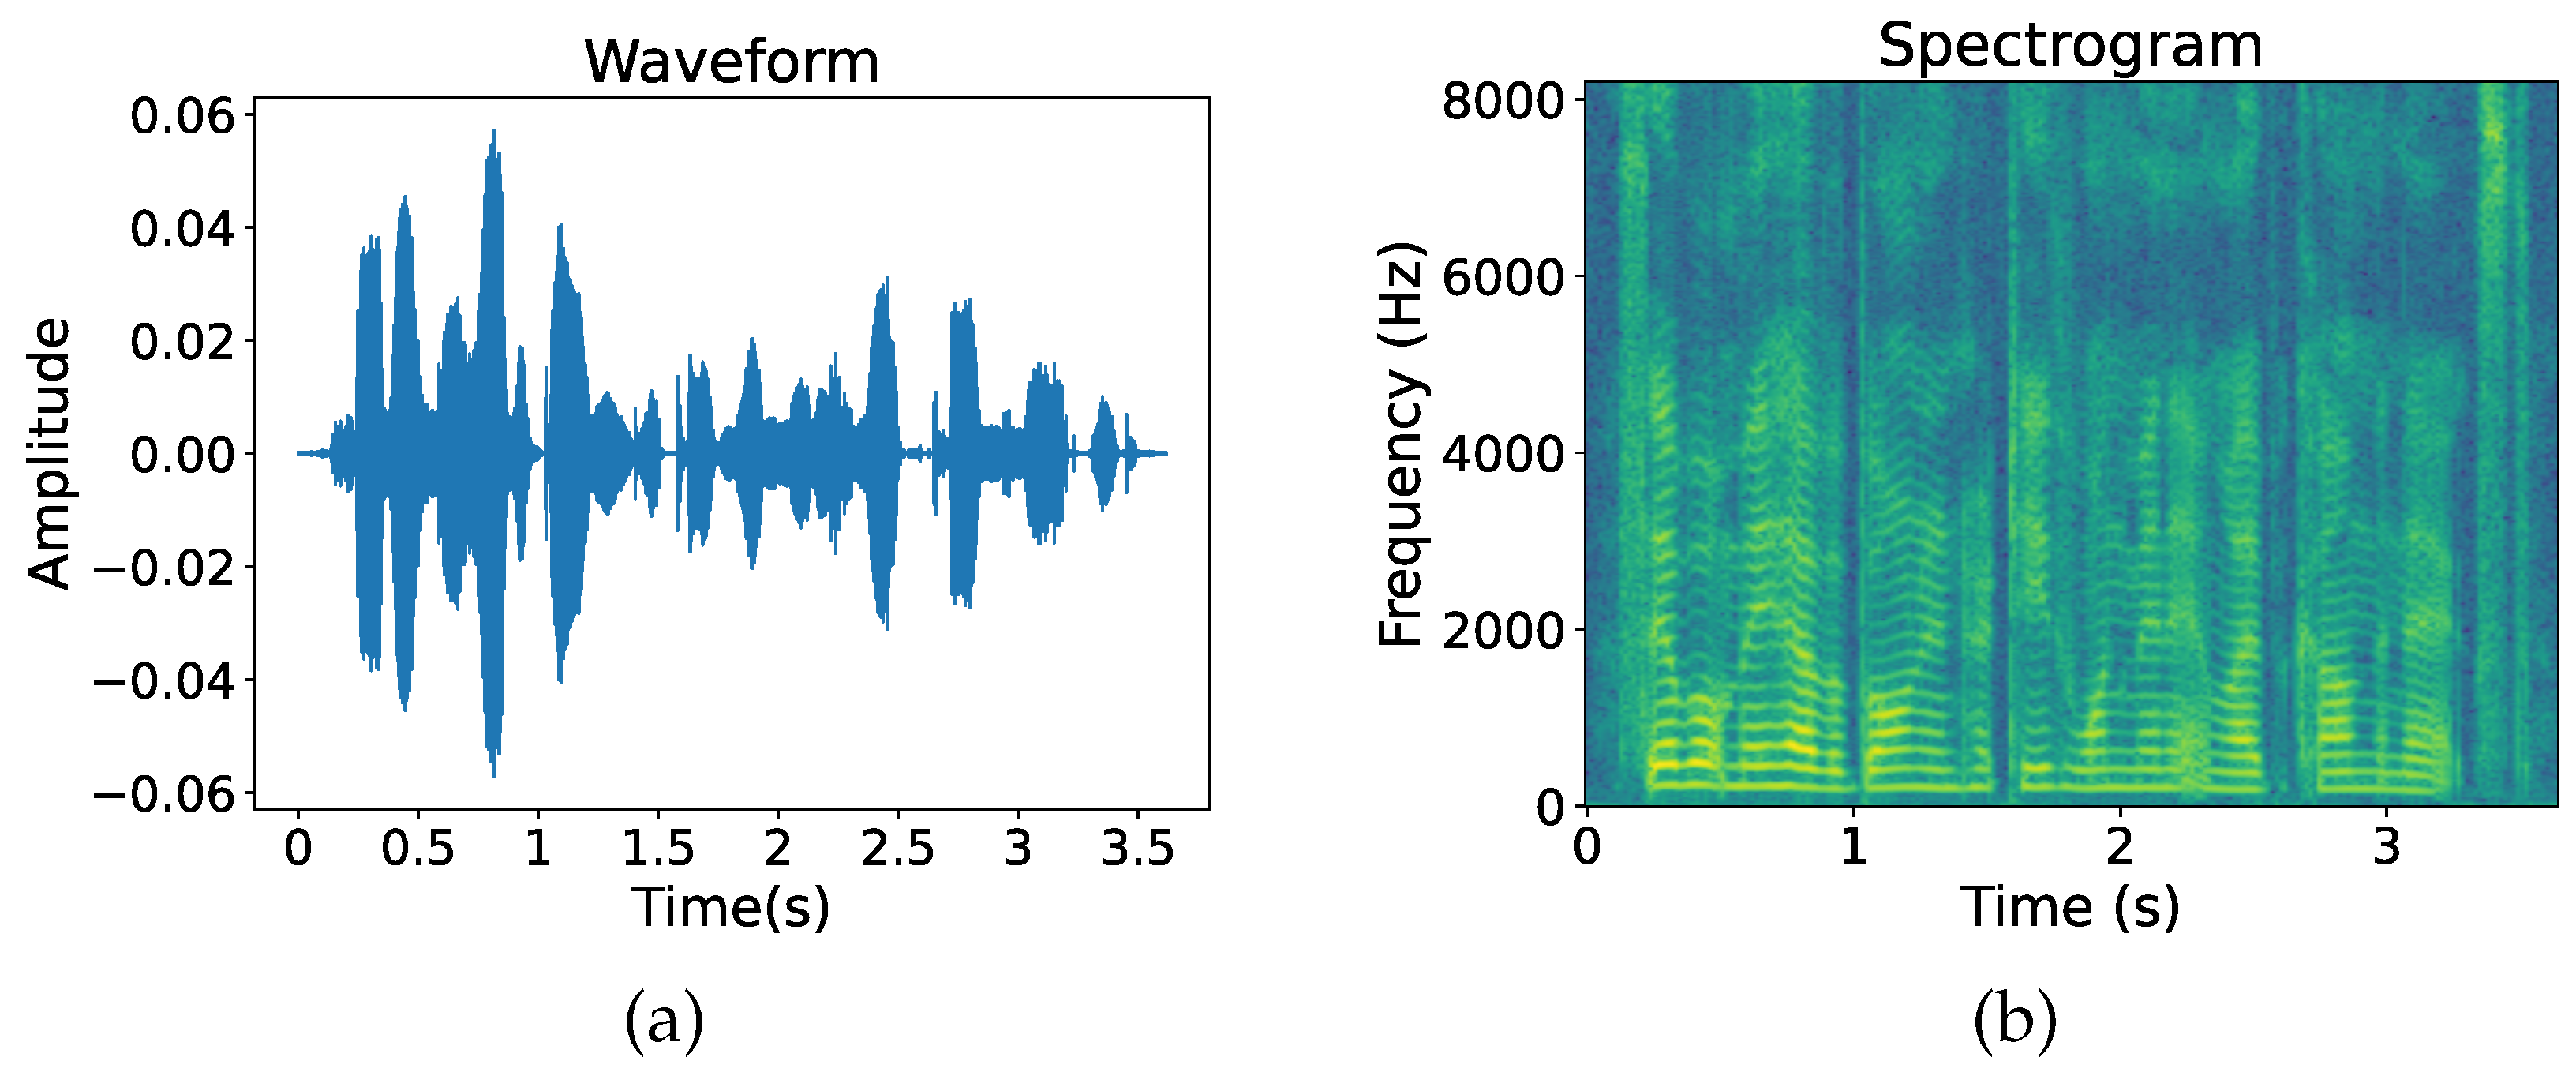 Waveform
0.06
0.04
0.02
0.00
−0.02
−0.04
−0.06
Amplitude
0 0.5 1 1.5 2 2.5 3 3.5
Time(s)
(a)
Spectrogram
8000
6000
4000
2000
0
Frequency (Hz)
0 1 2 3
Time (s)
(b)